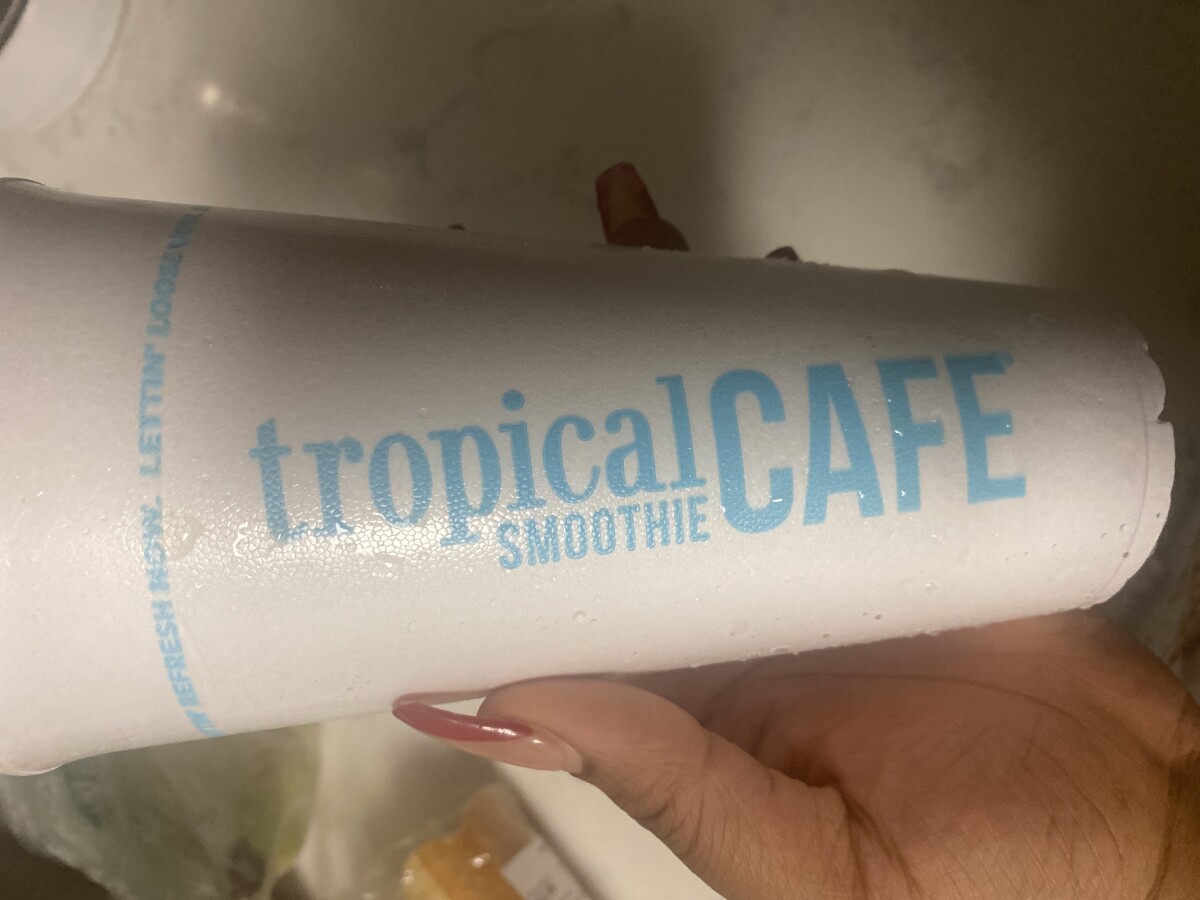 tropical CAFE
SMOOTHIE
REFRESH NOW. LETTIN' LOOSE